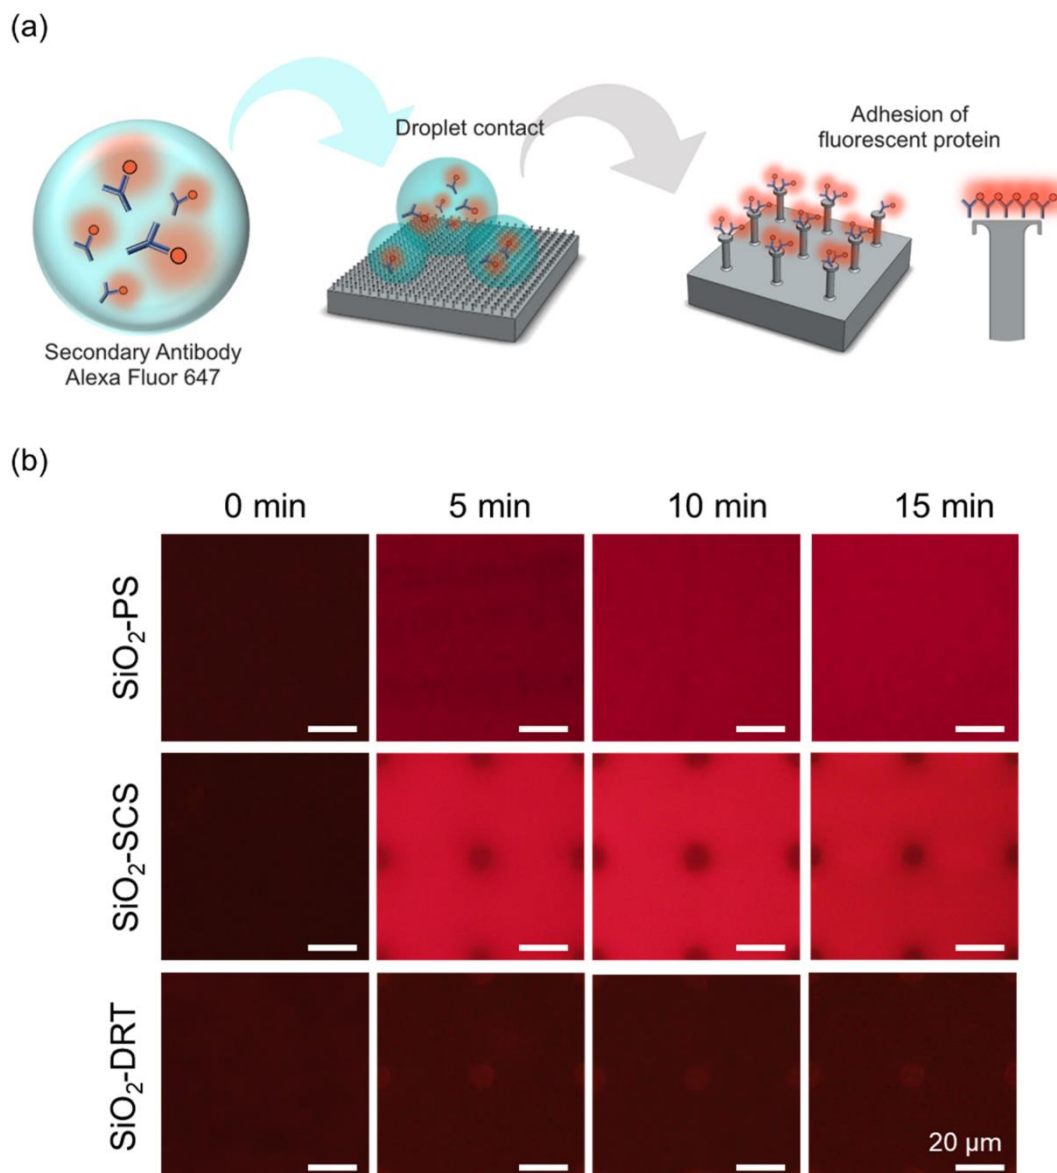 (a)
Droplet contact
Adhesion of
fluorescent protein
Secondary Antibody
Alexa Fluor 647
(b)
0 min
5 min
10 min
15 min
SiO₂-PS
SiO₂-SCS
SiO₂-DRT
20 µm